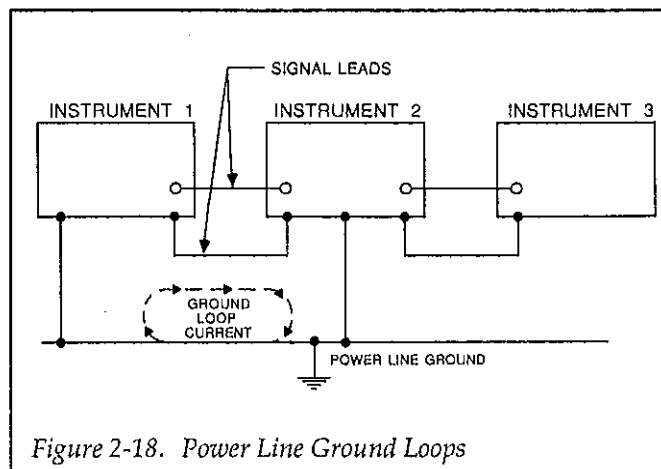 SIGNAL LEADS
INSTRUMENT 1
INSTRUMENT 2
INSTRUMENT 3
GROUND
LOOP
CURRENT
POWER LINE GROUND
Figure 2-18. Power Line Ground Loops